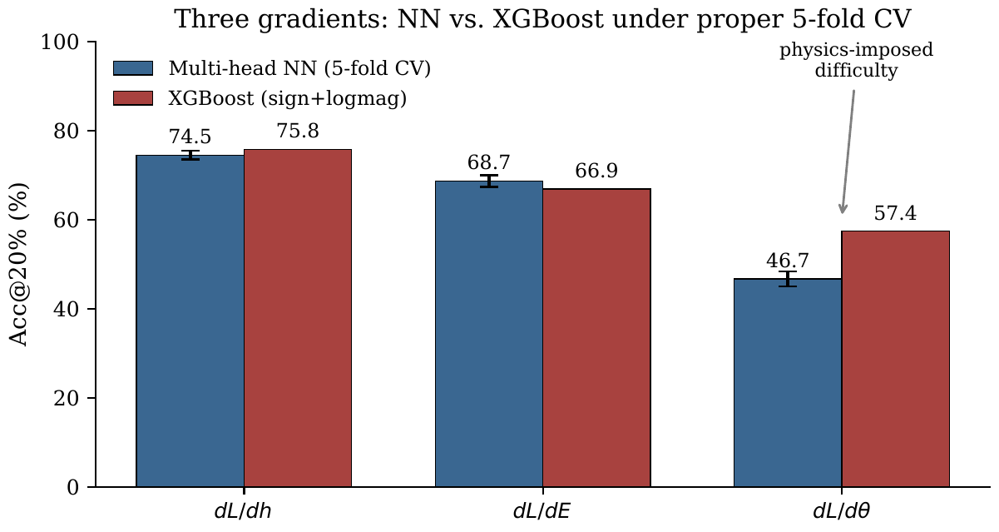 Three gradients: NN vs. XGBoost under proper 5-fold CV
physics-imposed
difficulty
Multi-head NN (5-fold CV)
XGBoost (sign+logmag)
Acc@20% (%)
100
80
60
40
20
0
74.5
75.8
68.7
66.9
46.7
57.4
dL/dh
dL/dE
dL/dθ